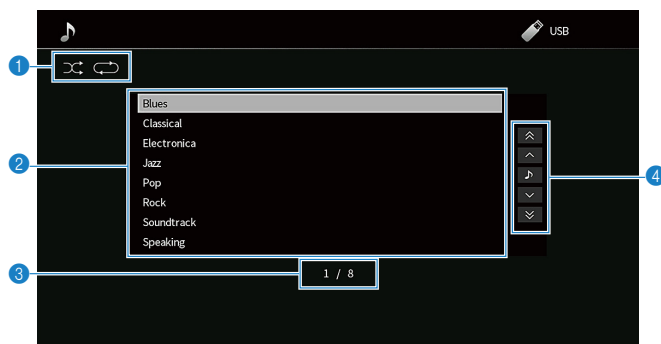 USB
1
2
Blues
Classical
Electronica
Jazz
Pop
Rock
Soundtrack
Speaking
4
3
1 / 8